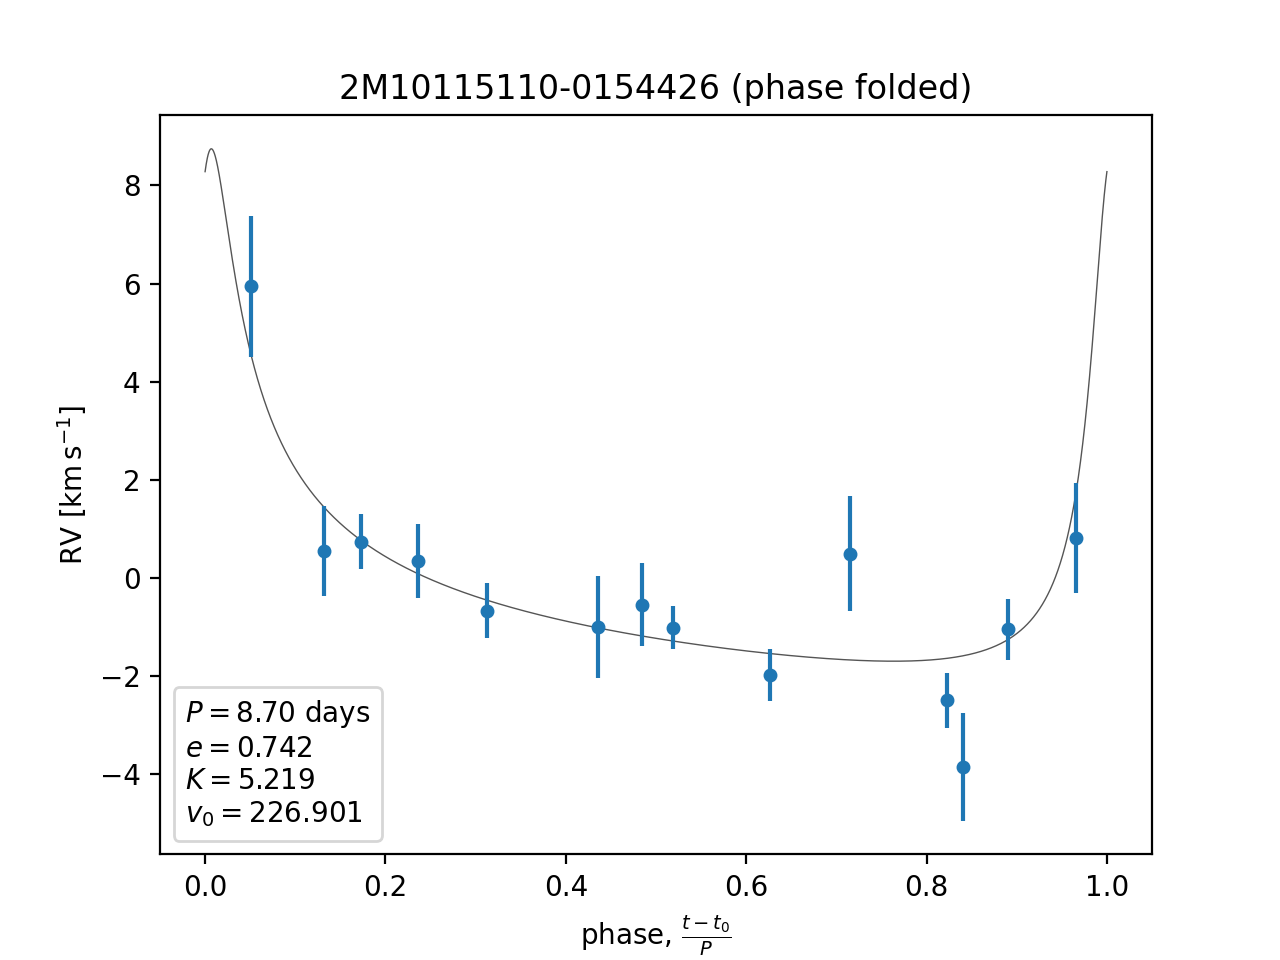 2M10115110-0154426 (phase folded)
RV [km s⁻¹]
8
6
4
2
0
−2
−4
P = 8.70 days
e = 0.742
K = 5.219
v₀ = 226.901
0.0 0.2 0.4 0.6 0.8 1.0
phase, (t − t₀)/P